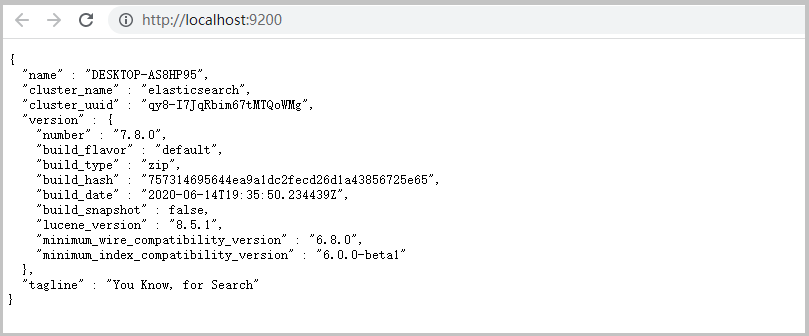 http://localhost:9200
{
  "name" : "DESKTOP-AS8HP95",
  "cluster_name" : "elasticsearch",
  "cluster_uuid" : "qy8-I7JqRbim67tMTQoWMg",
  "version" : {
    "number" : "7.8.0",
    "build_flavor" : "default",
    "build_type" : "zip",
    "build_hash" : "757314695644ea9a1dc2fecd26d1a43856725e65",
    "build_date" : "2020-06-14T19:35:50.234439Z",
    "build_snapshot" : false,
    "lucene_version" : "8.5.1",
    "minimum_wire_compatibility_version" : "6.8.0",
    "minimum_index_compatibility_version" : "6.0.0-beta1"
  },
  "tagline" : "You Know, for Search"
}